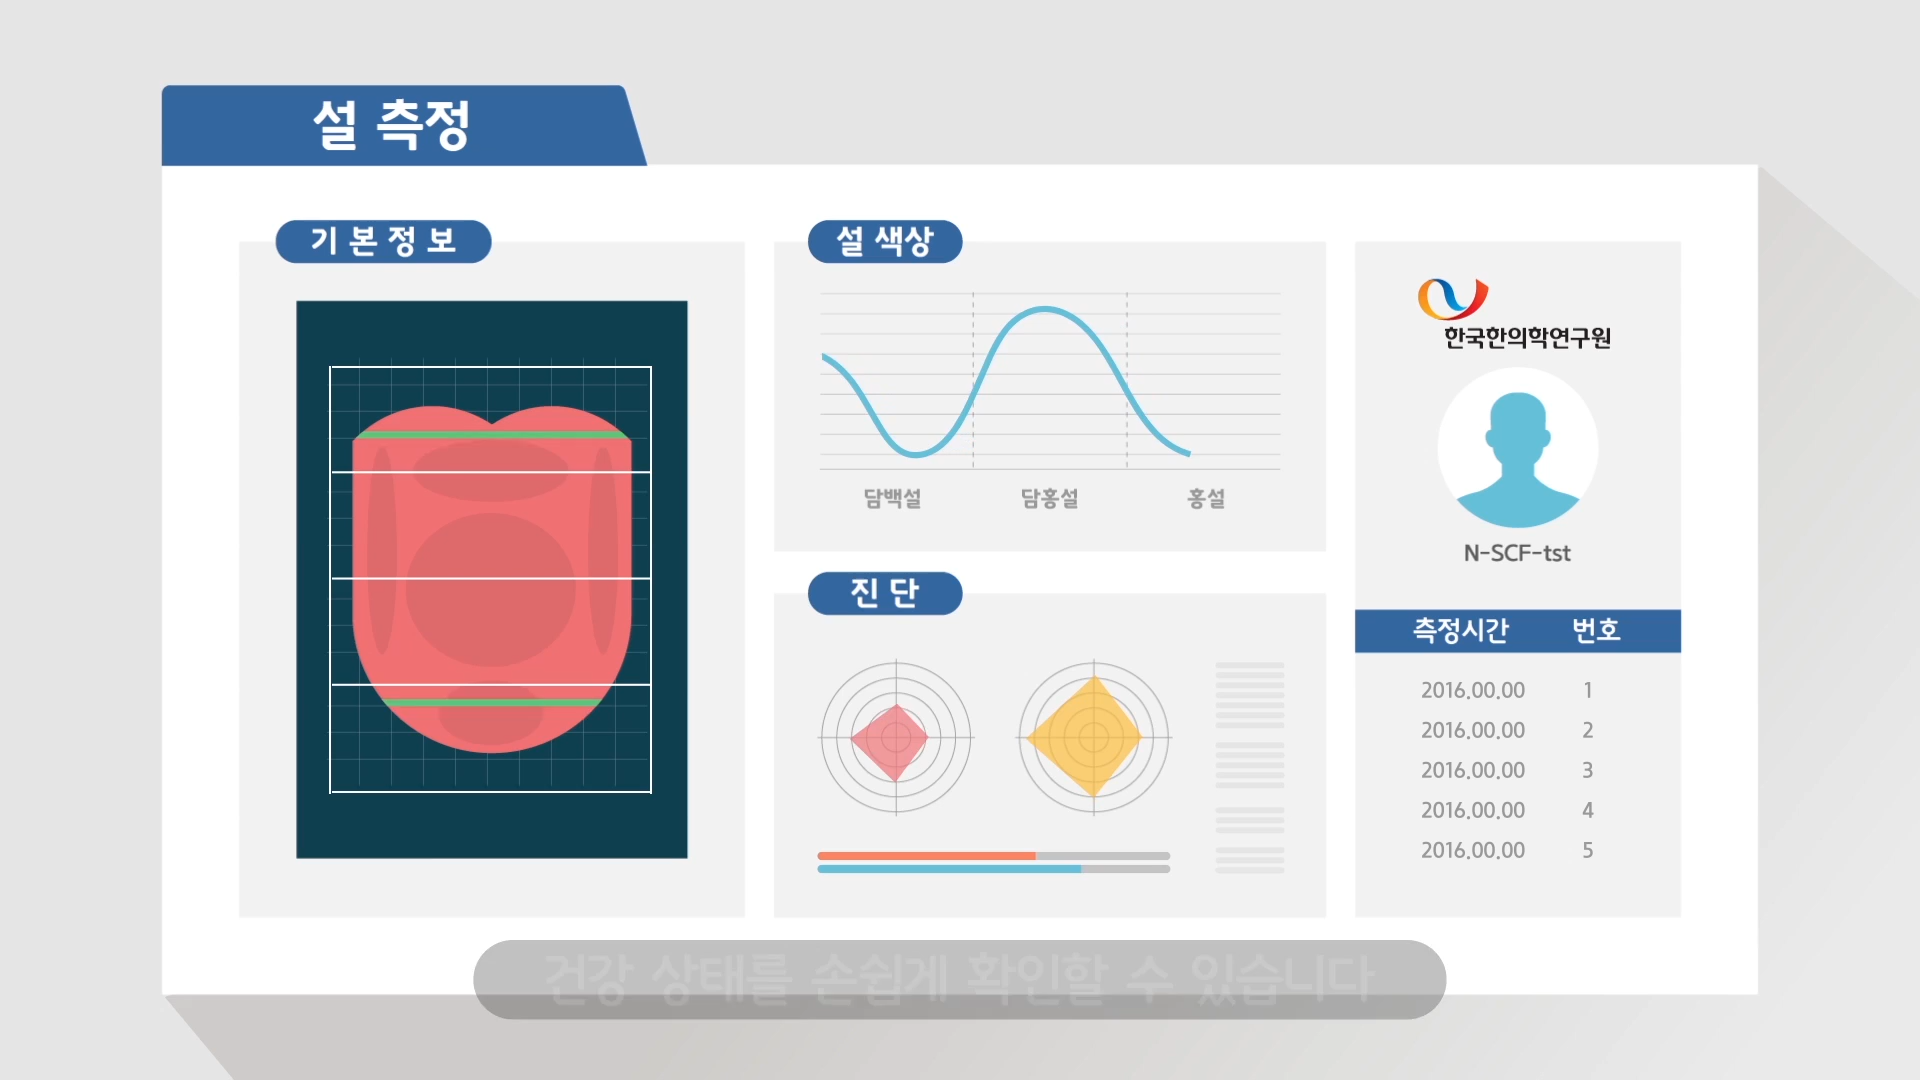 설 측정
기본정보
설 색상
담백설 담홍설 홍설
진단
한국한의학연구원
N-SCF-tst
측정시간 번호
2016.00.00 1
2016.00.00 2
2016.00.00 3
2016.00.00 4
2016.00.00 5
건강 상태를 손쉽게 확인할 수 있습니다